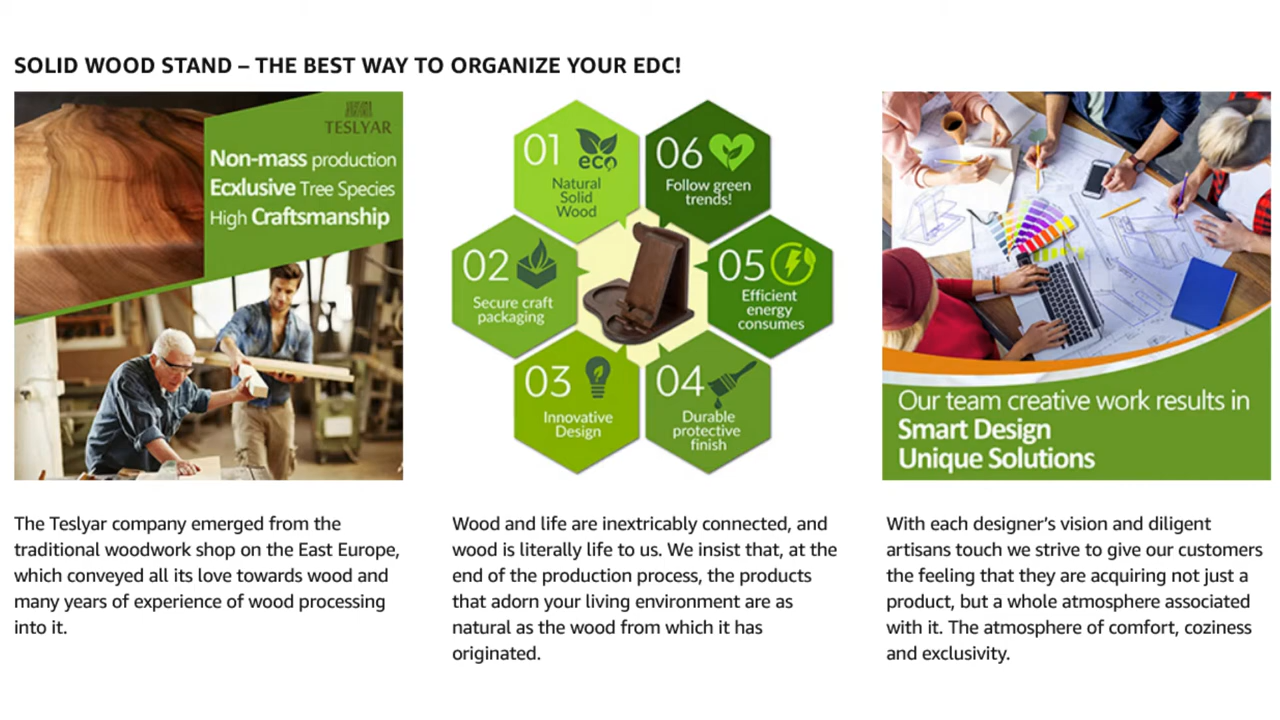 SOLID WOOD STAND – THE BEST WAY TO ORGANIZE YOUR EDC!
TESLYAR
Non-mass production
Ecxlusive Tree Species
High Craftsmanship
01
eco
Natural
Solid
Wood
06
Follow green
trends!
02
Secure craft
packaging
05
Efficient
energy
consumes
03
Innovative
Design
04
Durable
protective
finish
Our team creative work results in
Smart Design
Unique Solutions
The Teslyar company emerged from the
traditional woodwork shop on the East Europe,
which conveyed all its love towards wood and
many years of experience of wood processing
into it.
Wood and life are inextricably connected, and
wood is literally life to us. We insist that, at the
end of the production process, the products
that adorn your living environment are as
natural as the wood from which it has
originated.
With each designer’s vision and diligent
artisans touch we strive to give our customers
the feeling that they are acquiring not just a
product, but a whole atmosphere associated
with it. The atmosphere of comfort, coziness
and exclusivity.